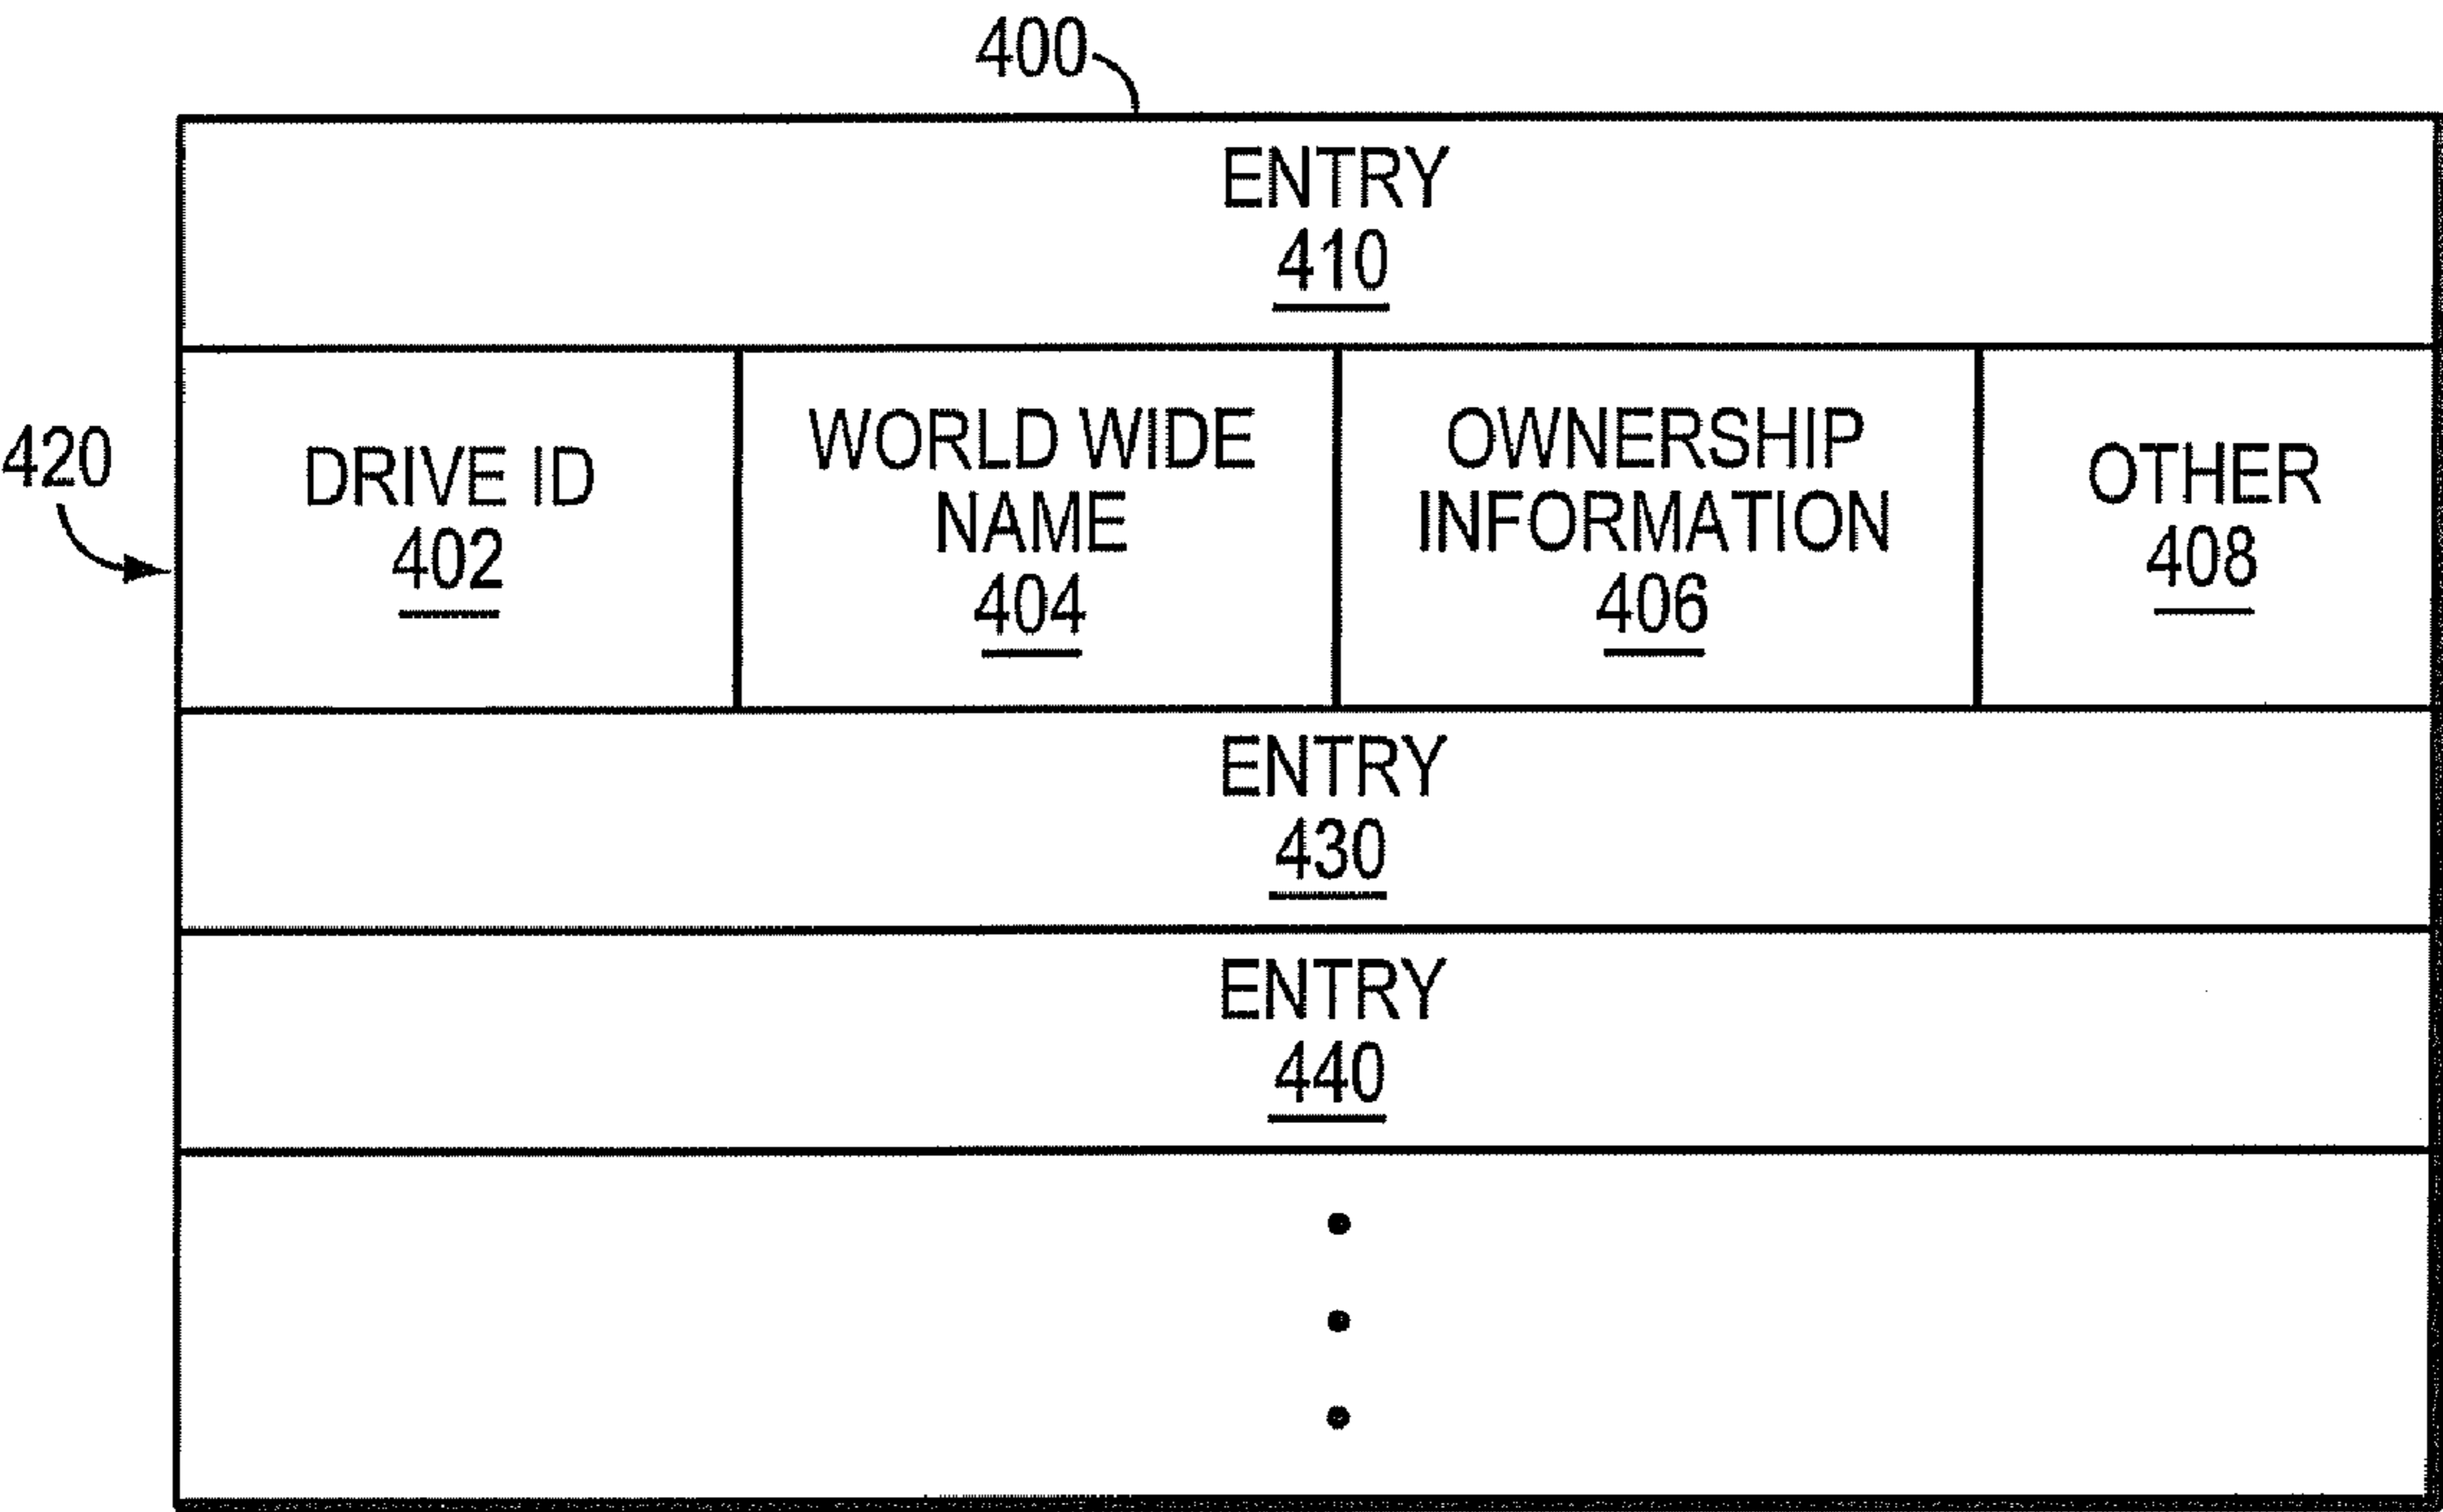 400
ENTRY
410
420
DRIVE ID
402
WORLD WIDE
NAME
404
OWNERSHIP
INFORMATION
406
OTHER
408
ENTRY
430
ENTRY
440